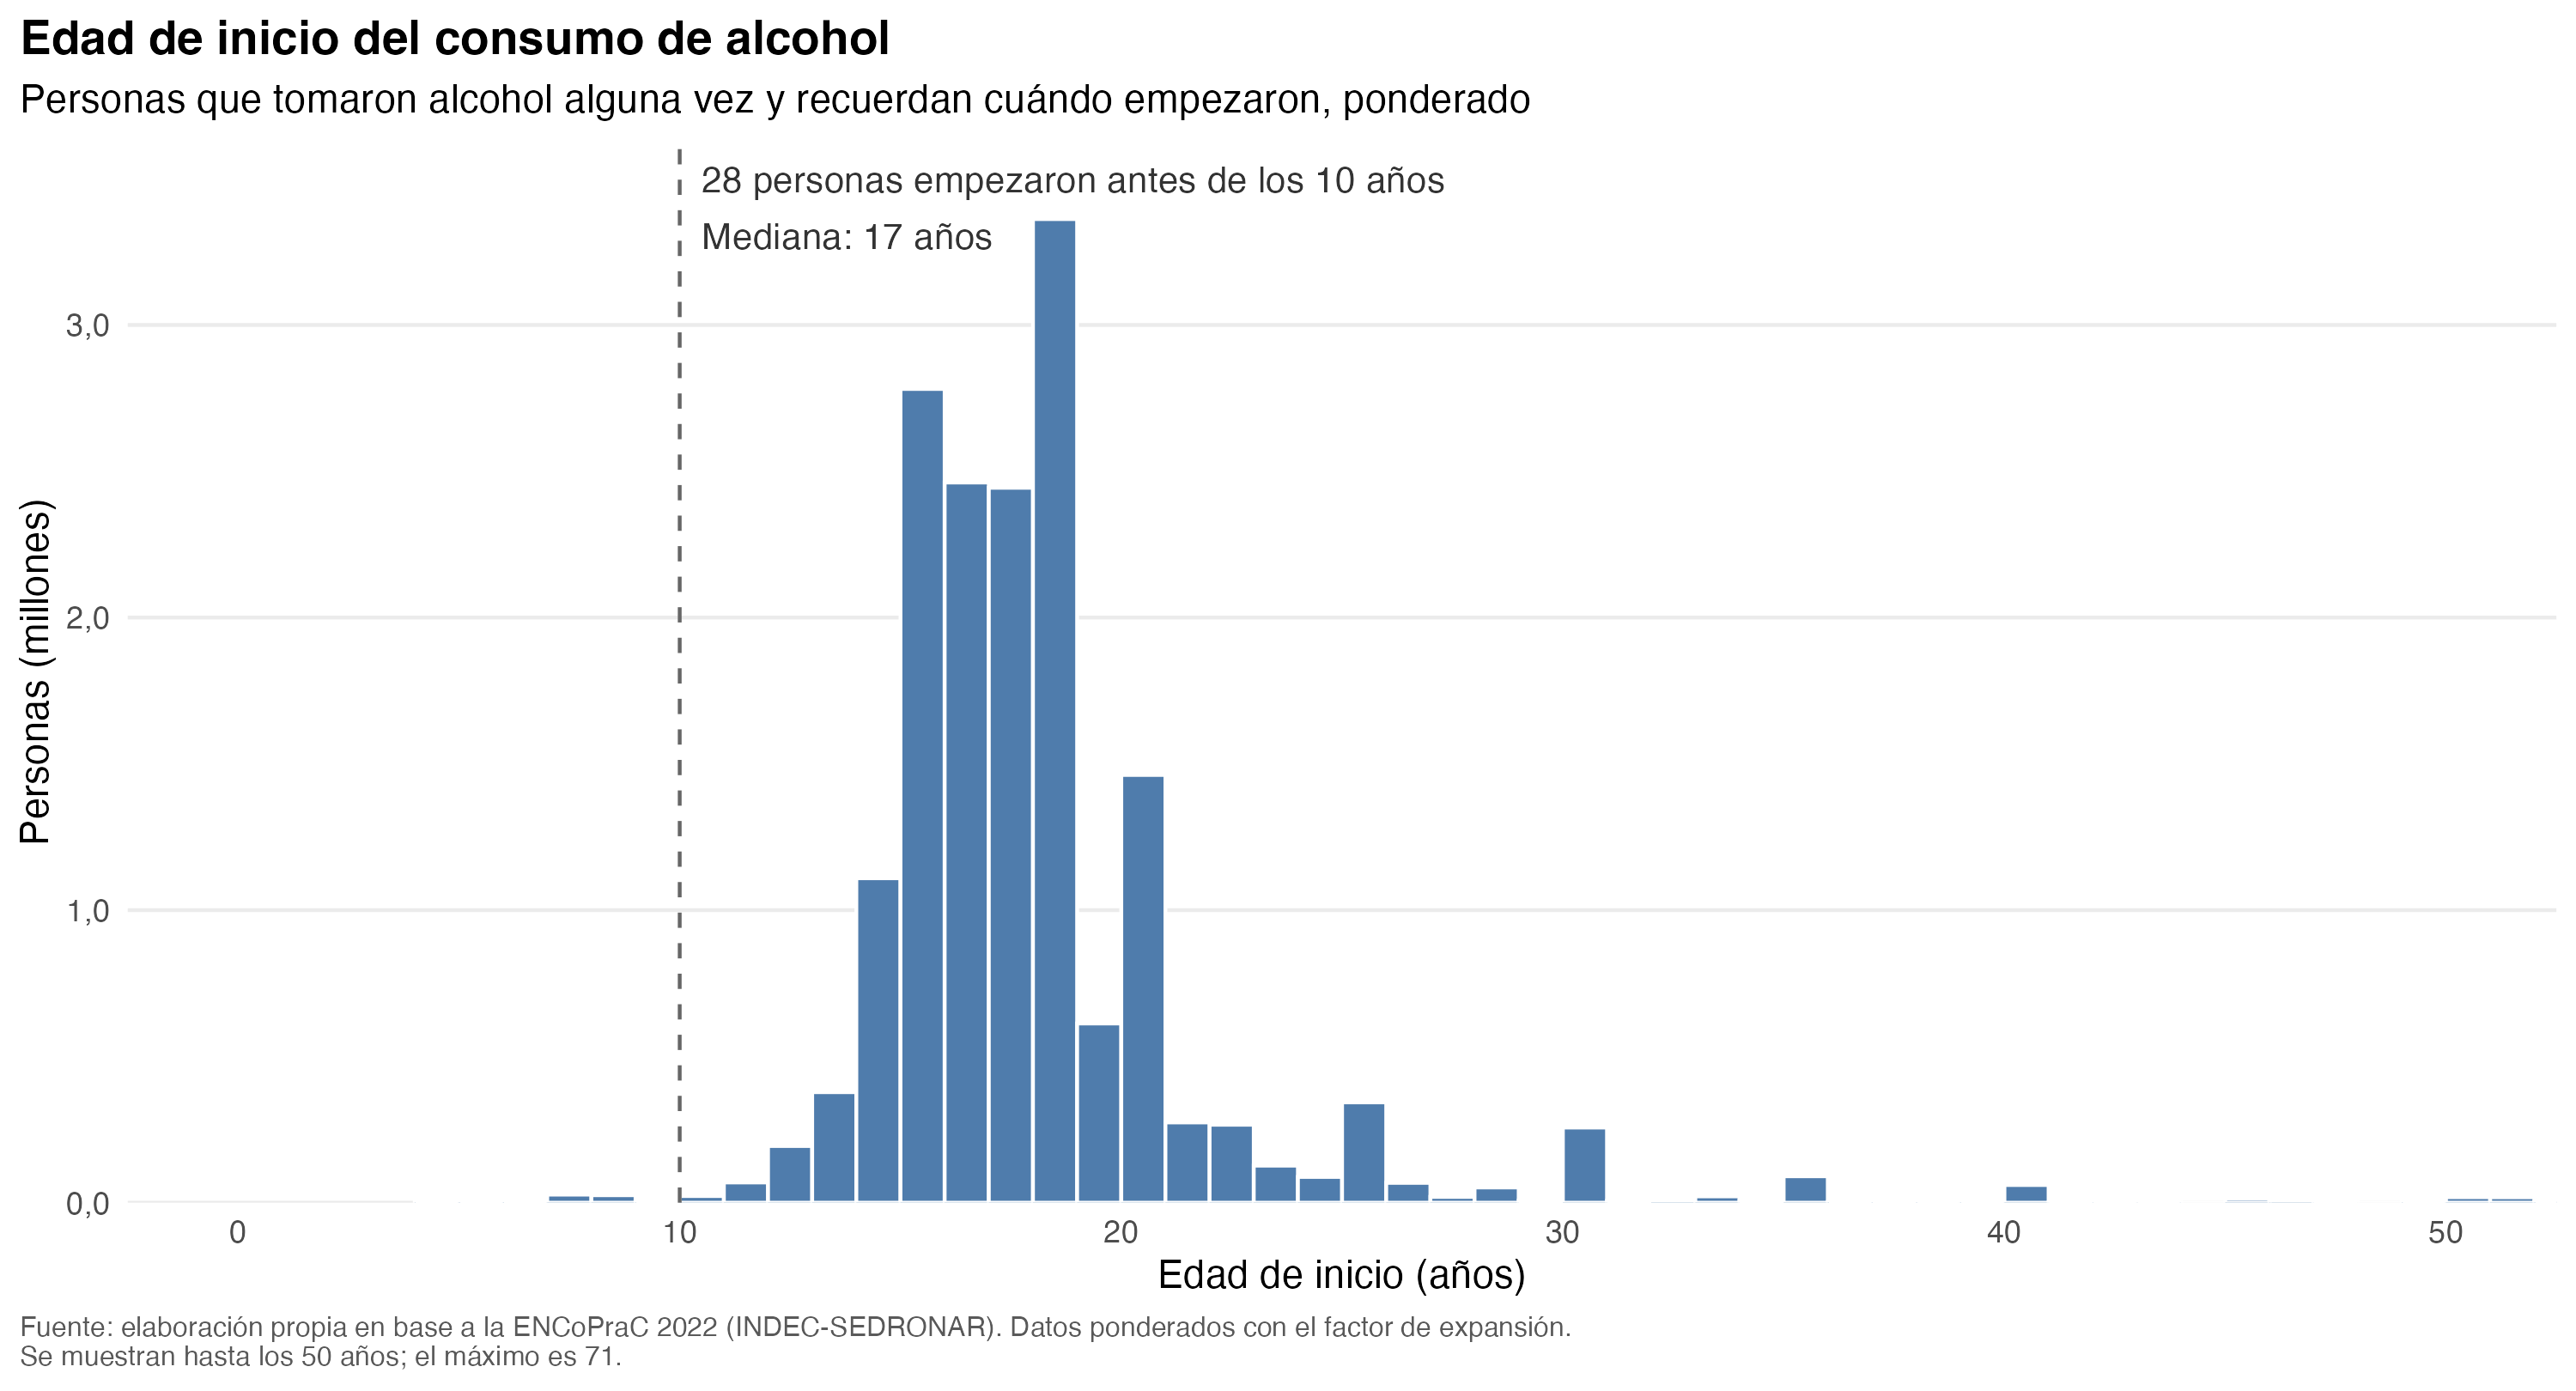 Edad de inicio del consumo de alcohol
Personas que tomaron alcohol alguna vez y recuerdan cuándo empezaron, ponderado
28 personas empezaron antes de los 10 años
Mediana: 17 años
Personas (millones)
3,0
2,0
1,0
0,0
0 10 20 30 40 50
Edad de inicio (años)
Fuente: elaboración propia en base a la ENCoPraC 2022 (INDEC-SEDRONAR). Datos ponderados con el factor de expansión.
Se muestran hasta los 50 años; el máximo es 71.